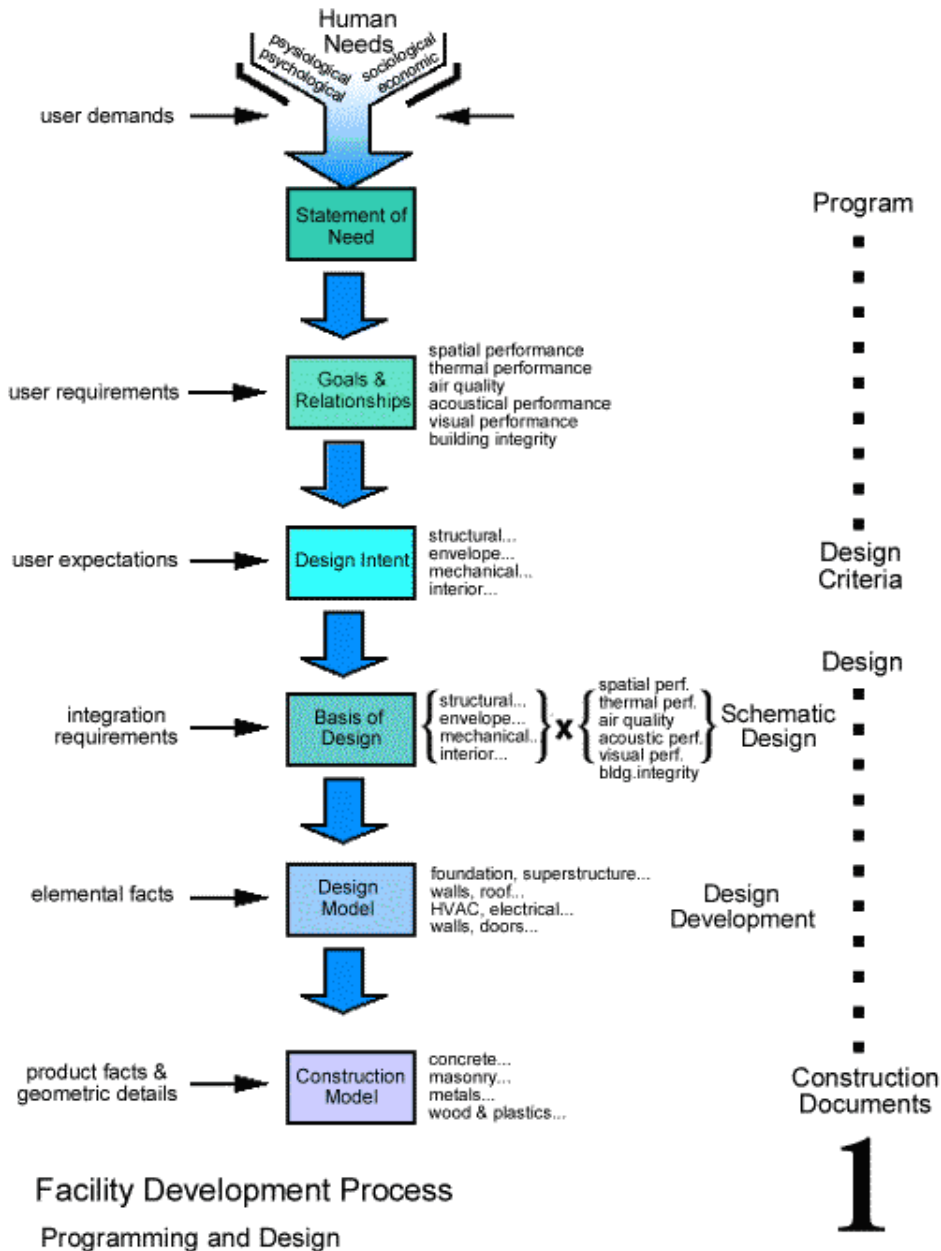 Human
Needs
psysiological
psychological
sociological
economic
user demands
Statement of
Need
Program
user requirements
Goals &
Relationships
spatial performance
thermal performance
air quality
acoustical performance
visual performance
building integrity
user expectations
Design Intent
structural...
envelope...
mechanical...
interior...
Design
Criteria
Design
integration
requirements
Basis of
Design
structural...
envelope...
mechanical..
interior...
x
spatial perf.
thermal perf.
air quality
acoustic perf.
visual perf.
bldg.integrity
Schematic
Design
elemental facts
Design
Model
foundation, superstructure...
walls, roof...
HVAC, electrical...
walls, doors...
Design
Development
product facts &
geometric details
Construction
Model
concrete...
masonry...
metals...
wood & plastics...
Construction
Documents
Facility Development Process
Programming and Design
1